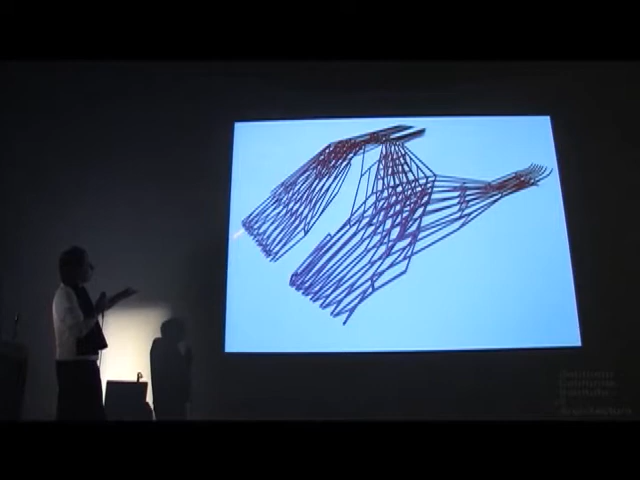 Southern
California
Institute
of
Architecture